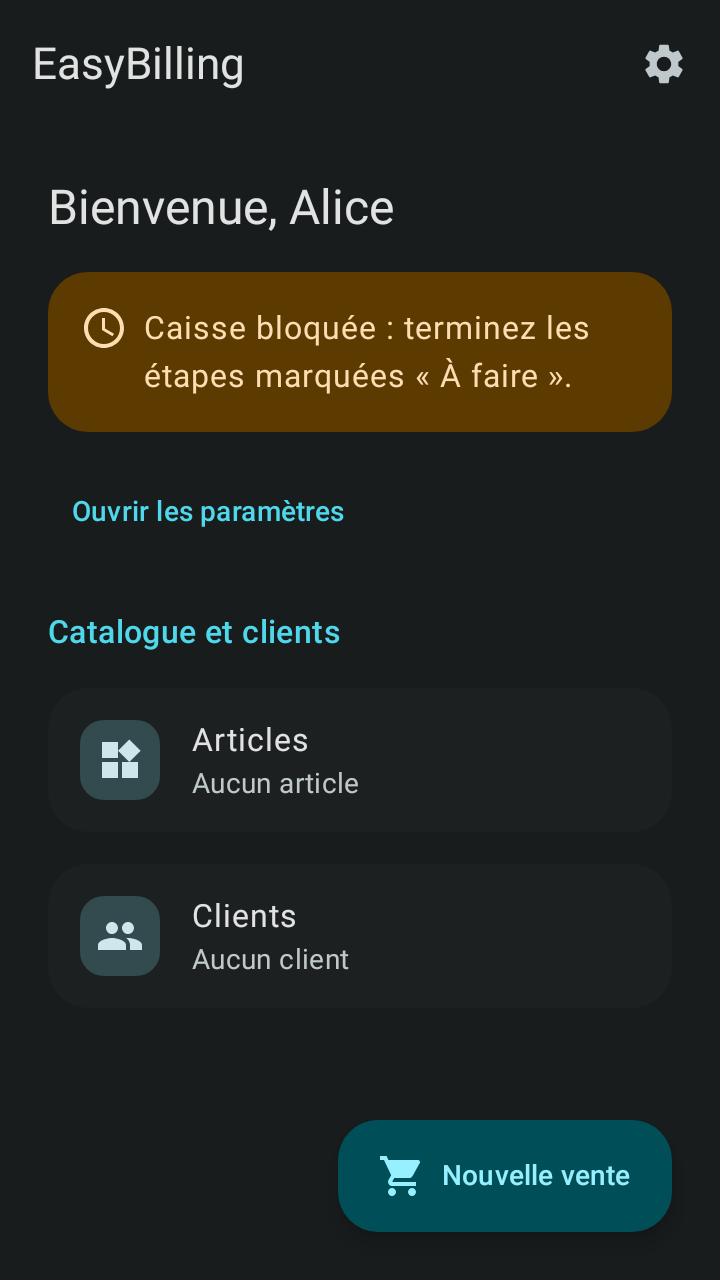 EasyBilling
Bienvenue, Alice
Caisse bloquée : terminez les
étapes marquées « À faire ».
Ouvrir les paramètres
Catalogue et clients
Articles
Aucun article
Clients
Aucun client
Nouvelle vente